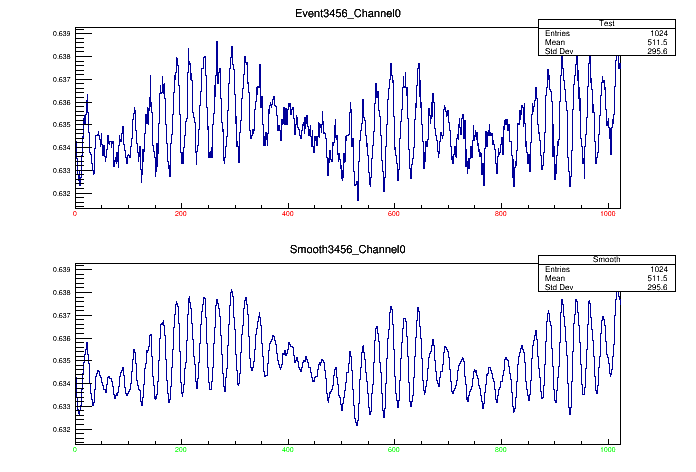 Event3456_Channel0
Test
Entries 1024
Mean 511.5
Std Dev 295.6
0.639
0.638
0.637
0.636
0.635
0.634
0.633
0.632
0 200 400 600 800 1000
Smooth3456_Channel0
Smooth
Entries 1024
Mean 511.5
Std Dev 295.6
0.639
0.638
0.637
0.636
0.635
0.634
0.633
0.632
0 200 400 600 800 1000